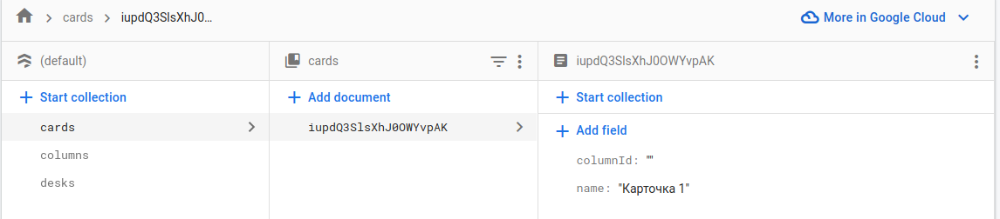 cards
iupdQ3SlsXhJ0…
More in Google Cloud
(default)
cards
iupdQ3SlsXhJ0OWYvpAK
Start collection
Add document
Start collection
cards
iupdQ3SlsXhJ0OWYvpAK
Add field
columns
columnId: ""
desks
name: "Карточка 1"